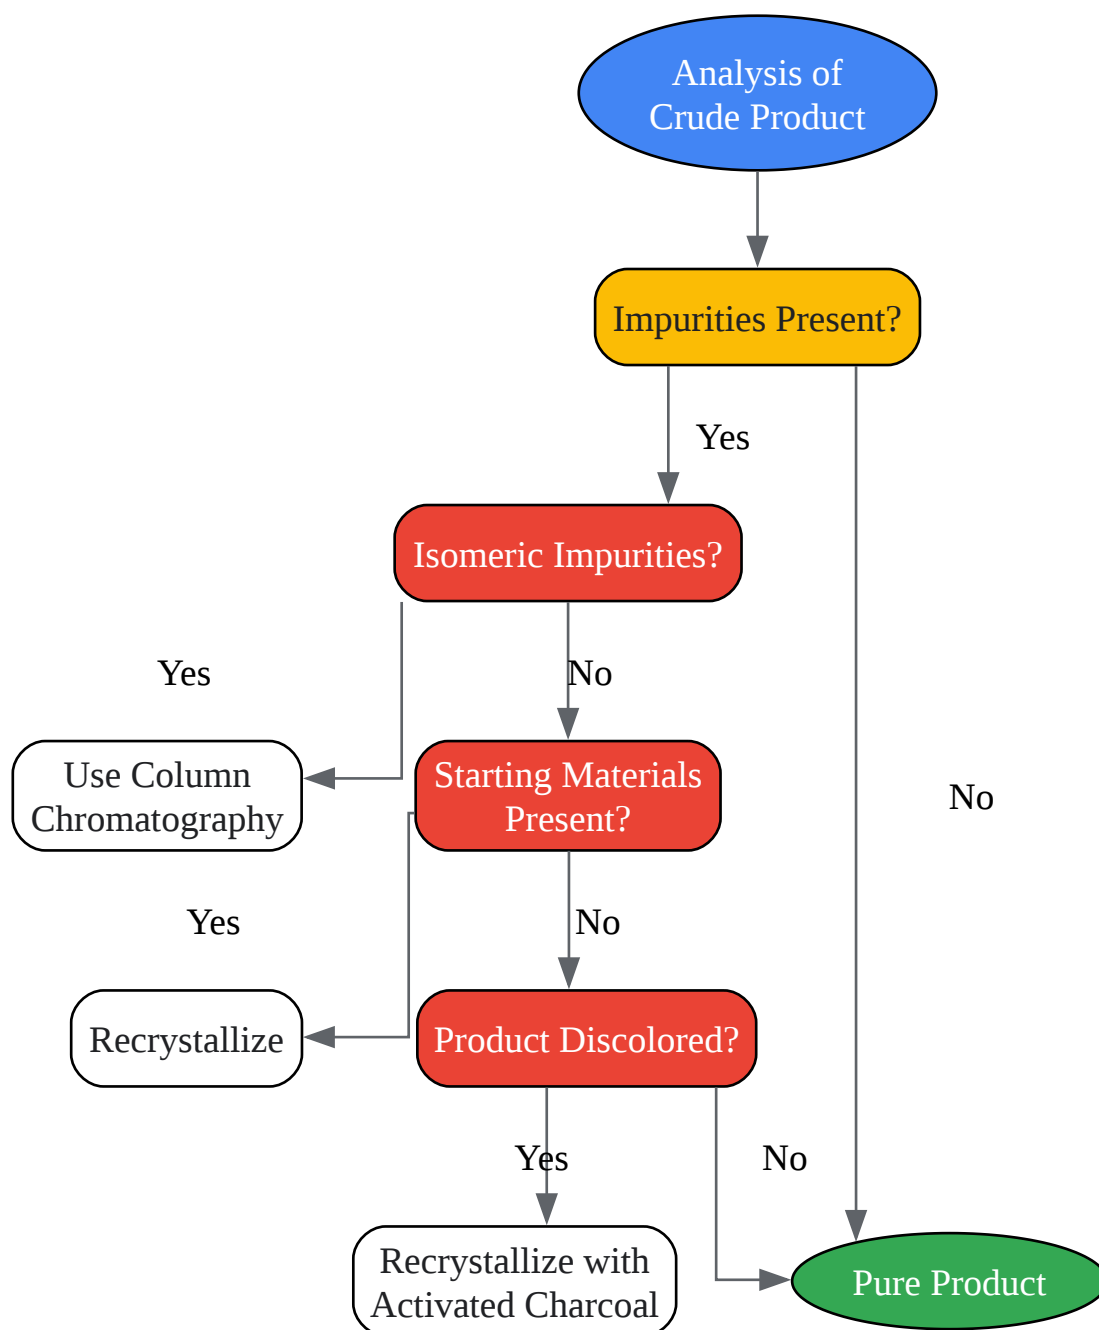 Analysis of
Crude Product
Impurities Present?
Yes
Isomeric Impurities?
Yes
No
Use Column
Chromatography
Starting Materials
Present?
No
Yes
No
Recrystallize
Product Discolored?
Yes
No
Recrystallize with
Activated Charcoal
Pure Product